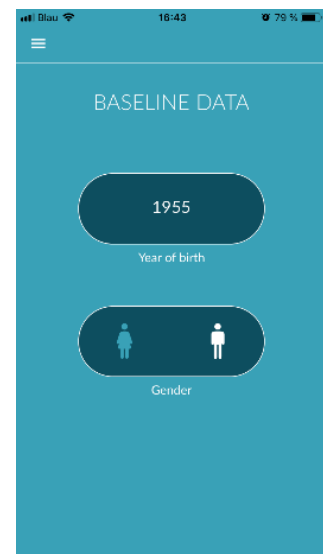 Blau 16:43 79 %
BASELINE DATA
1955
Year of birth
Gender